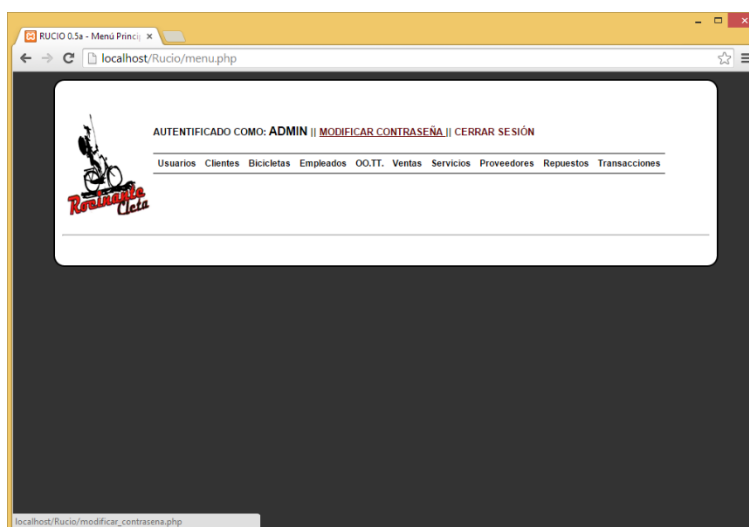 RUCIO 0.5a - Menú Princip
localhost/Rucio/menu.php
AUTENTIFICADO COMO: ADMIN || MODIFICAR CONTRASEÑA || CERRAR SESIÓN
Usuarios Clientes Bicicletas Empleados OO.TT. Ventas Servicios Proveedores Repuestos Transacciones
Rocinante
Cleta
localhost/Rucio/modificar_contrasena.php